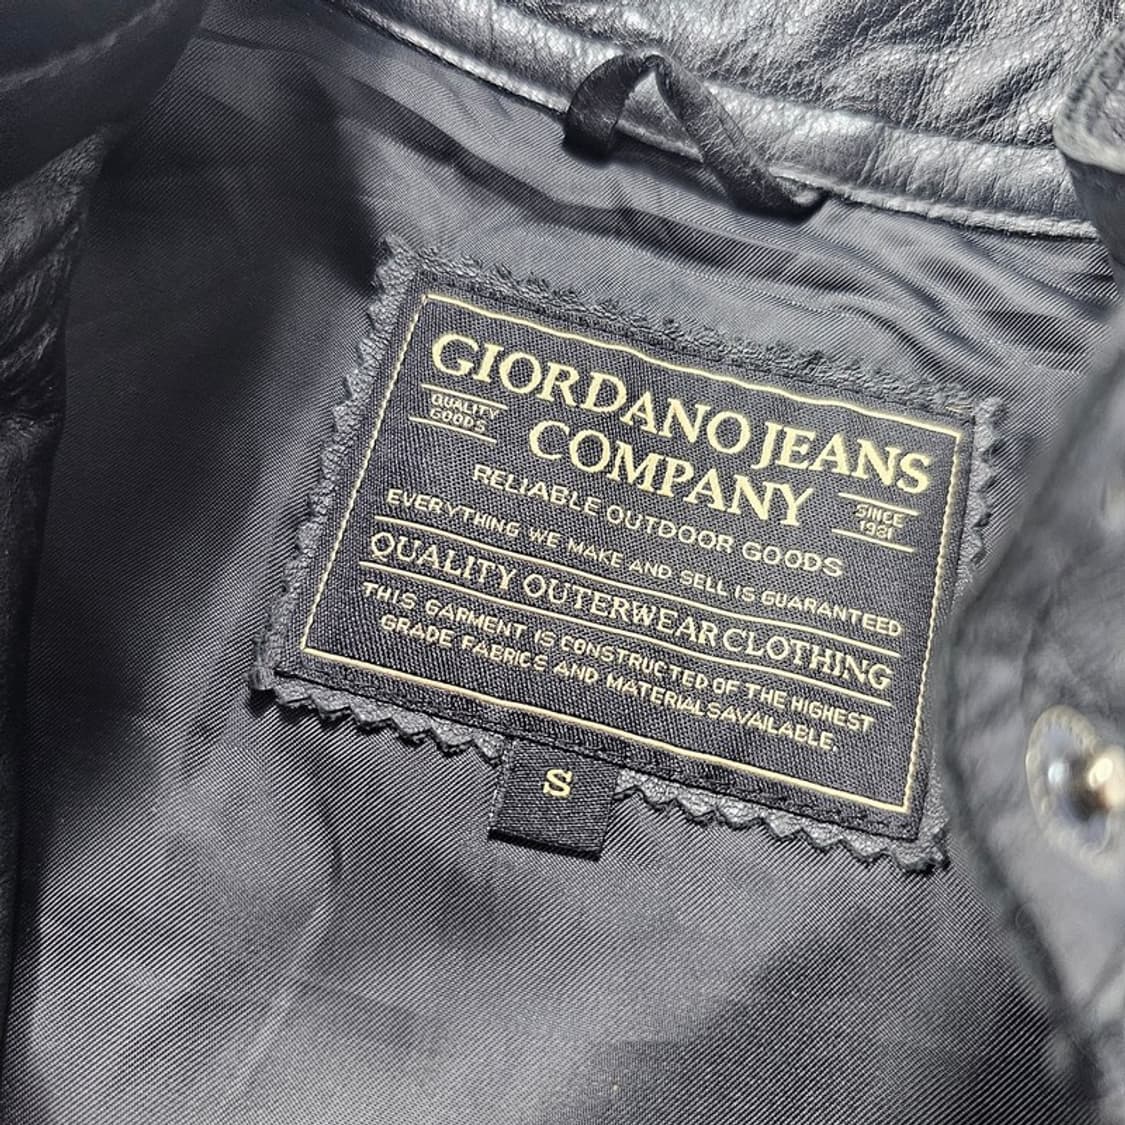 GIORDANO JEANS
COMPANY
QUALITY
GOODS
SINCE
1981
RELIABLE OUTDOOR GOODS
EVERYTHING WE MAKE AND SELL IS GUARANTEED
QUALITY OUTERWEAR CLOTHING
THIS GARMENT IS CONSTRUCTED OF THE HIGHEST
GRADE FABRICS AND MATERIALS AVAILABLE.
S